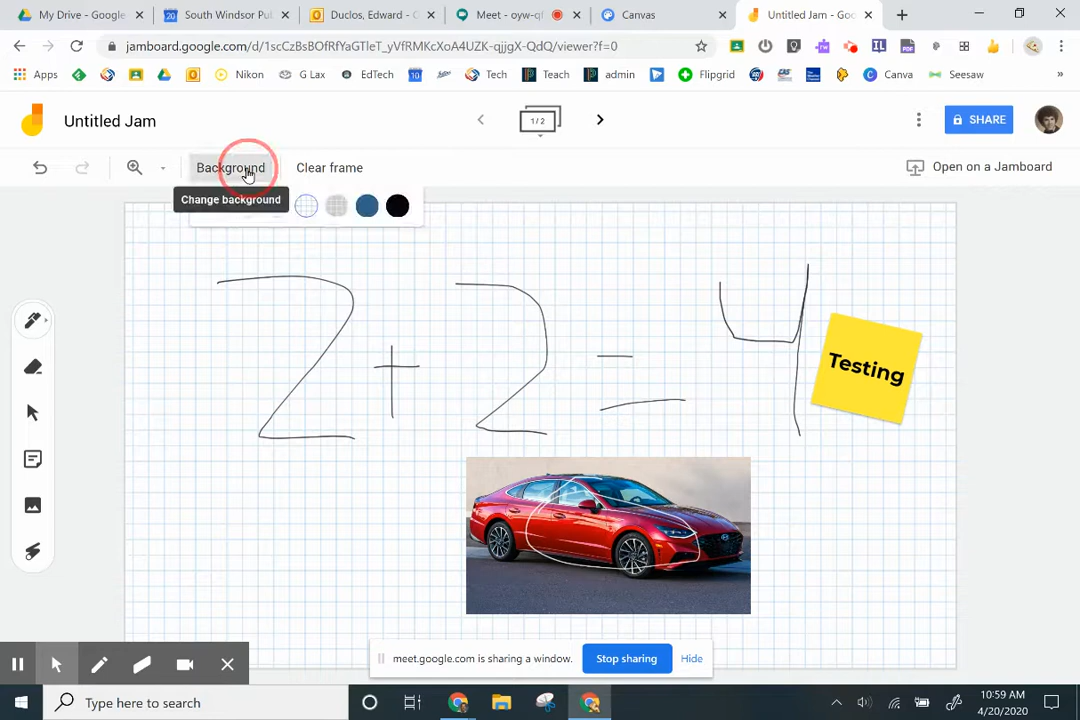 My Drive - Google
South Windsor Pu
Duclos, Edward - G
Meet - oyw-qf
Canvas
Untitled Jam - Goo
jamboard.google.com/d/1scCzBsBOfRfYaGTleT_yVfRMKcXoA4UZK-qjjgX-QdQ/viewer?f=0
Apps
Nikon
G Lax
EdTech
Tech
Teach
admin
Flipgrid
Canva
Seesaw
Untitled Jam
1/2
SHARE
Background
Clear frame
Open on a Jamboard
Change background
2 + 2 = 4
Testing
meet.google.com is sharing a window.
Stop sharing
Hide
Type here to search
10:59 AM
4/20/2020